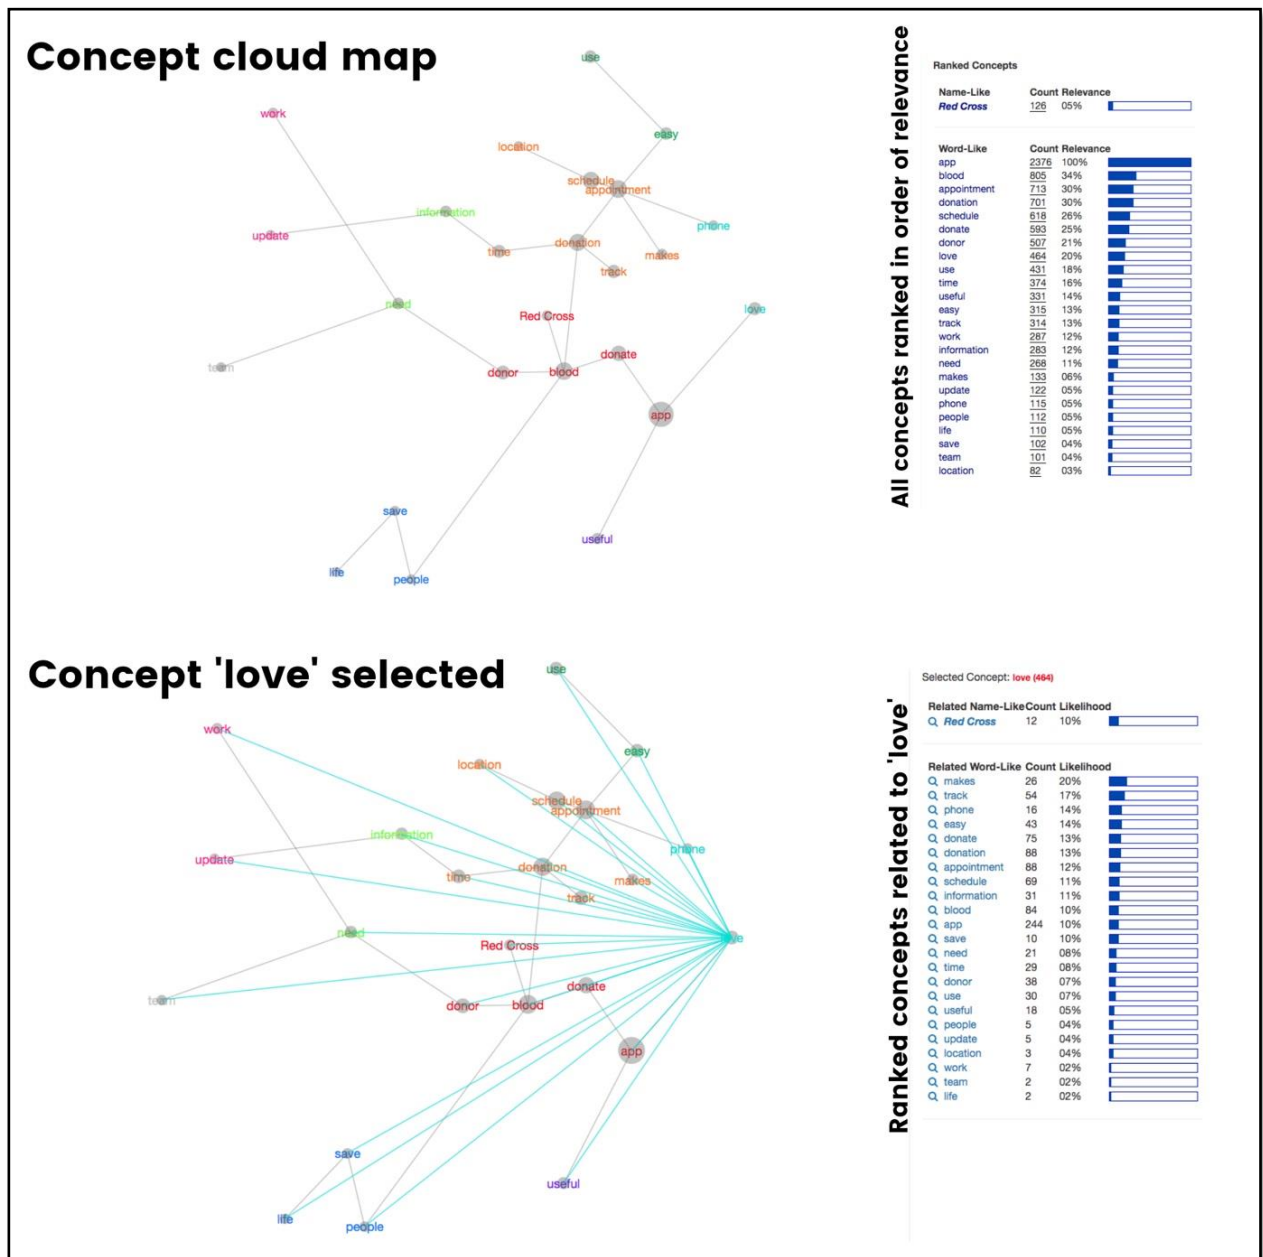 Concept cloud map
use
work
easy
location
schedule
appointment
information
phone
update
donation
time
makes
track
need
love
Red Cross
donate
team
donor
blood
app
save
useful
life
people
All concepts ranked in order of relevance
Ranked Concepts
Name-Like Count Relevance
Red Cross 126 05%
Word-Like Count Relevance
app 2376 100%
blood 805 34%
appointment 713 30%
donation 701 30%
schedule 618 26%
donate 593 25%
donor 507 21%
love 464 20%
use 431 18%
time 374 16%
useful 331 14%
easy 315 13%
track 314 13%
work 287 12%
information 283 12%
need 268 11%
makes 133 06%
update 122 05%
phone 115 05%
people 112 05%
life 110 05%
save 102 04%
team 101 04%
location 82 03%
Concept 'love' selected
use
work
easy
location
schedule
appointment
information
phone
update
donation
time
makes
track
need
Red Cross
donate
team
donor
blood
app
save
useful
life
people
Ranked concepts related to 'love'
Selected Concept: love (464)
Related Name-Like Count Likelihood
Red Cross 12 10%
Related Word-Like Count Likelihood
makes 26 20%
track 54 17%
phone 16 14%
easy 43 14%
donate 75 13%
donation 88 13%
appointment 88 12%
schedule 69 11%
information 31 11%
blood 84 10%
app 244 10%
save 10 10%
need 21 08%
time 29 08%
donor 38 07%
use 30 07%
useful 18 05%
people 5 04%
update 5 04%
location 3 04%
work 7 02%
team 2 02%
life 2 02%